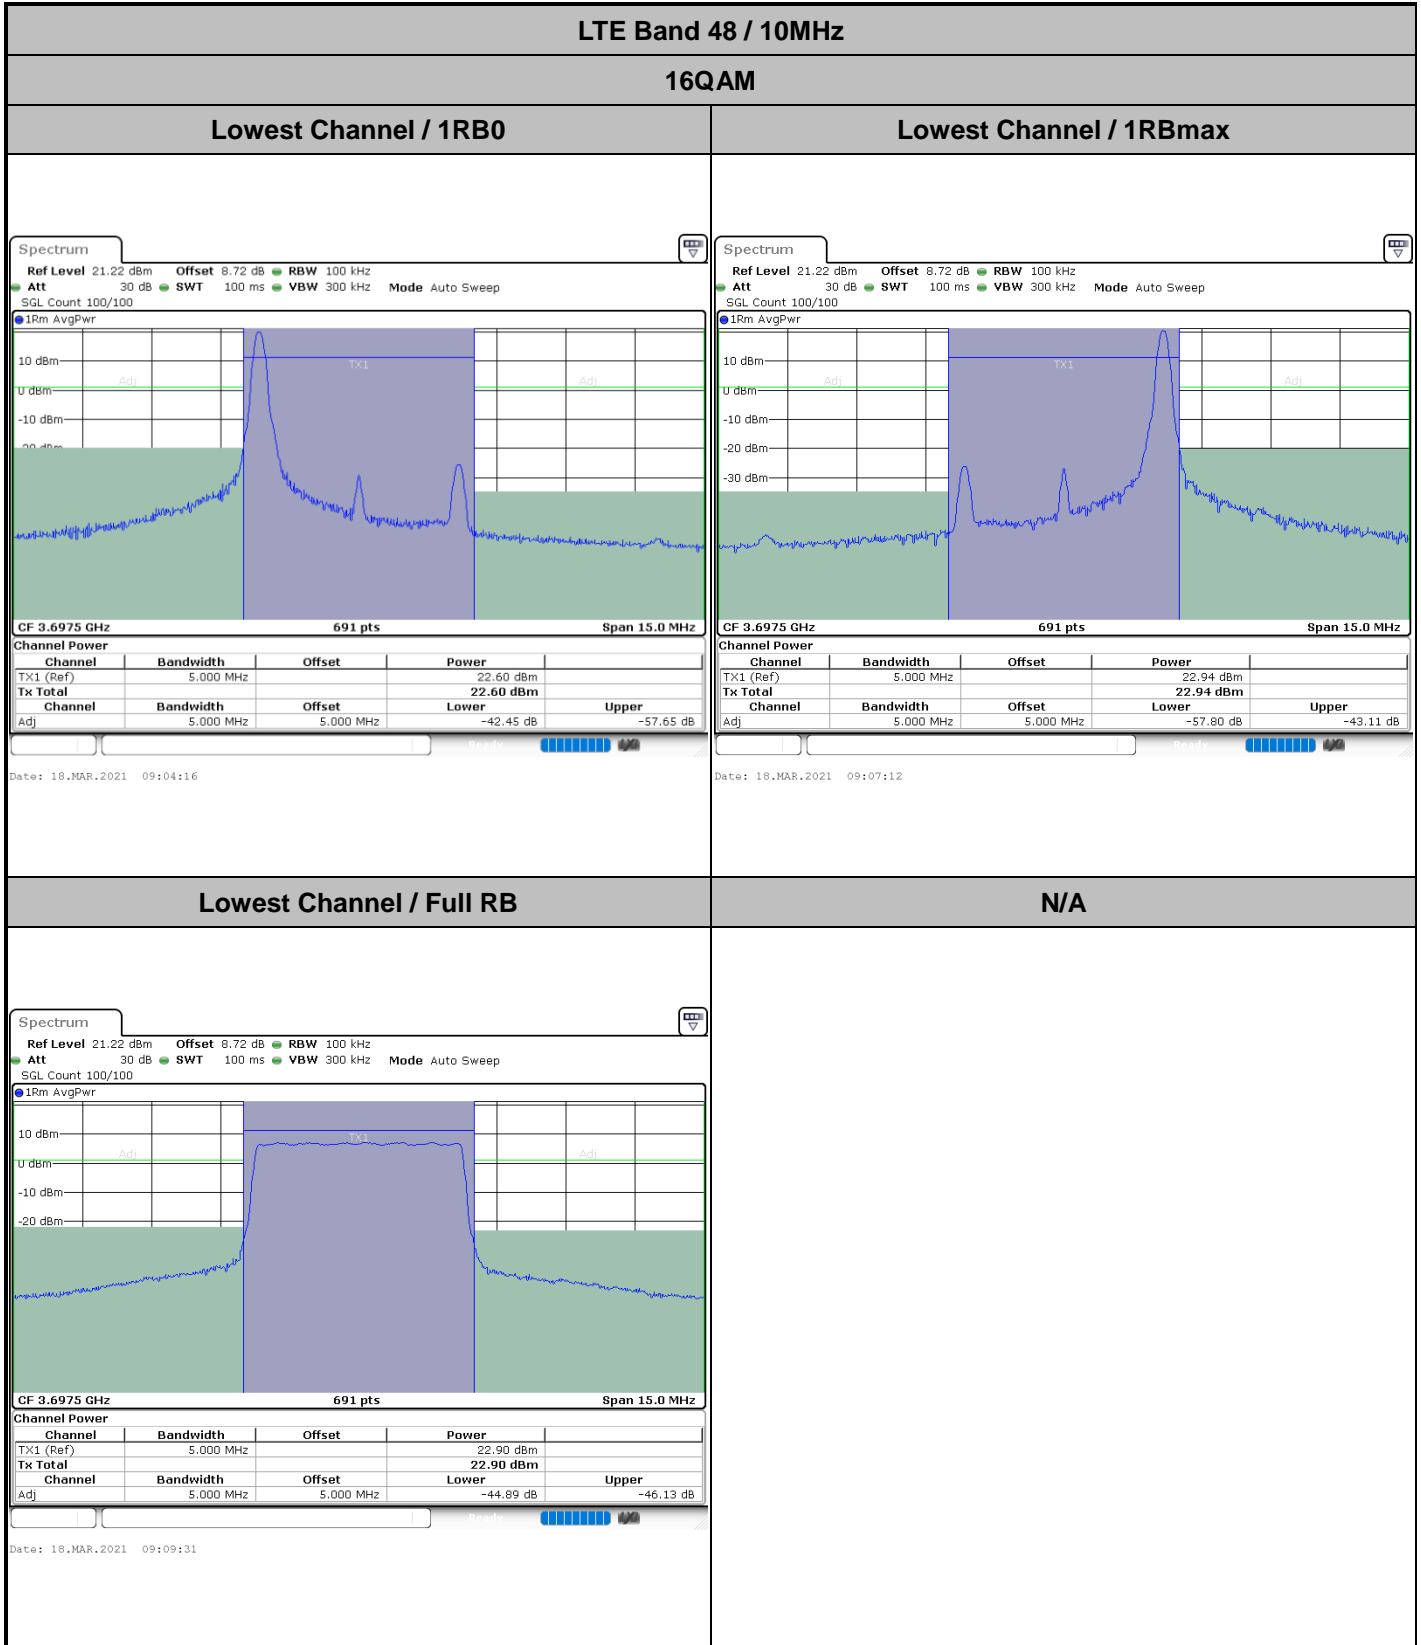 LTE Band 48 / 10MHz
16QAM
Lowest Channel / 1RB0
Lowest Channel / 1RBmax
Spectrum
Ref Level 21.22 dBm Offset 8.72 dB RBW 100 kHz
Att 30 dB SWT 100 ms VBW 300 kHz Mode Auto Sweep
SGL Count 100/100
1Rm AvgPwr
10 dBm
TX1
Adj
Adj
0 dBm
-10 dBm
-20 dBm
CF 3.6975 GHz 691 pts Span 15.0 MHz
Channel Power
Channel Bandwidth Offset Power
TX1 (Ref) 5.000 MHz 22.60 dBm
Tx Total 22.60 dBm
Channel Bandwidth Offset Lower Upper
Adj 5.000 MHz 5.000 MHz -42.45 dB -57.65 dB
Ready
Date: 18.MAR.2021 09:04:16
Spectrum
Ref Level 21.22 dBm Offset 8.72 dB RBW 100 kHz
Att 30 dB SWT 100 ms VBW 300 kHz Mode Auto Sweep
SGL Count 100/100
1Rm AvgPwr
10 dBm
TX1
Adj
Adj
0 dBm
-10 dBm
-20 dBm
-30 dBm
CF 3.6975 GHz 691 pts Span 15.0 MHz
Channel Power
Channel Bandwidth Offset Power
TX1 (Ref) 5.000 MHz 22.94 dBm
Tx Total 22.94 dBm
Channel Bandwidth Offset Lower Upper
Adj 5.000 MHz 5.000 MHz -57.80 dB -43.11 dB
Ready
Date: 18.MAR.2021 09:07:12
Lowest Channel / Full RB
N/A
Spectrum
Ref Level 21.22 dBm Offset 8.72 dB RBW 100 kHz
Att 30 dB SWT 100 ms VBW 300 kHz Mode Auto Sweep
SGL Count 100/100
1Rm AvgPwr
10 dBm
TX1
Adj
Adj
0 dBm
-10 dBm
-20 dBm
CF 3.6975 GHz 691 pts Span 15.0 MHz
Channel Power
Channel Bandwidth Offset Power
TX1 (Ref) 5.000 MHz 22.90 dBm
Tx Total 22.90 dBm
Channel Bandwidth Offset Lower Upper
Adj 5.000 MHz 5.000 MHz -44.89 dB -46.13 dB
Ready
Date: 18.MAR.2021 09:09:31